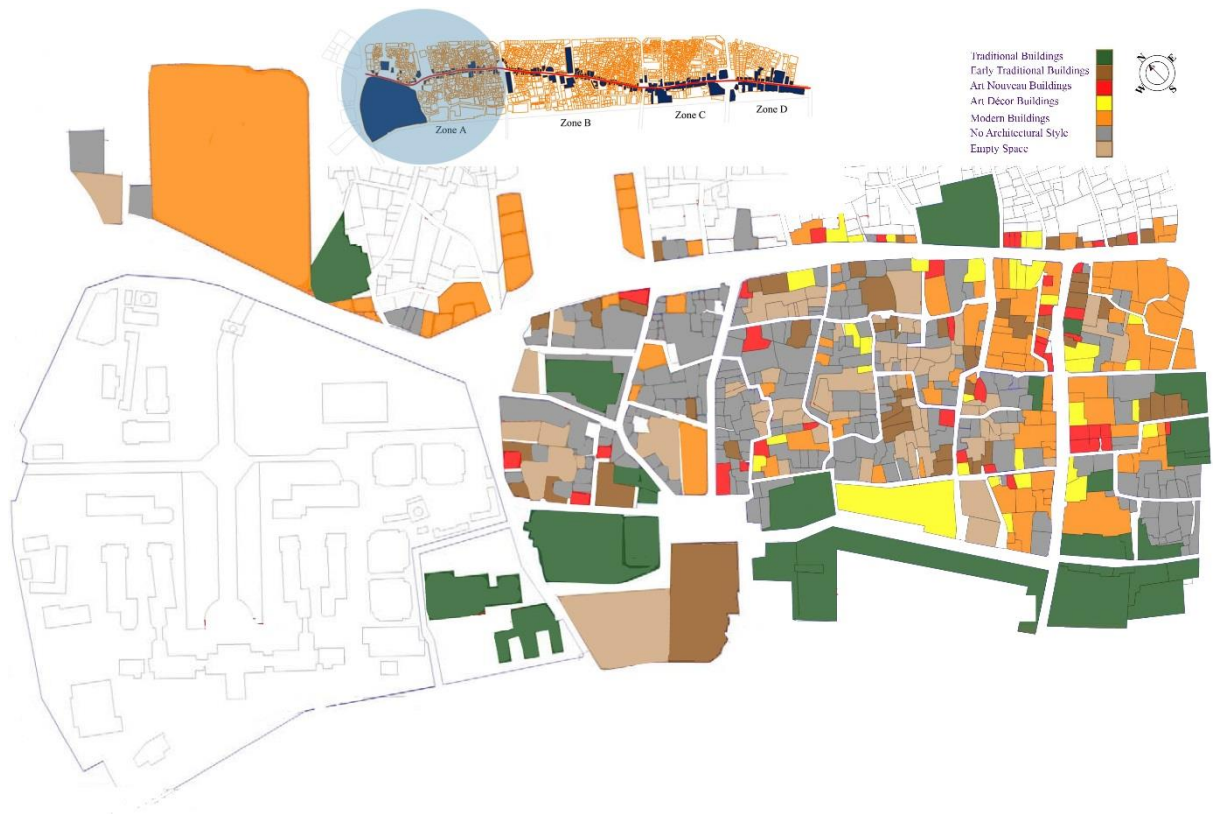 Zone A
Zone B
Zone C
Zone D
Traditional Buildings
Early Traditional Buildings
Art Nouveau Buildings
Art Décor Buildings
Modern Buildings
No Architectural Style
Empty Space
N
E
W
S